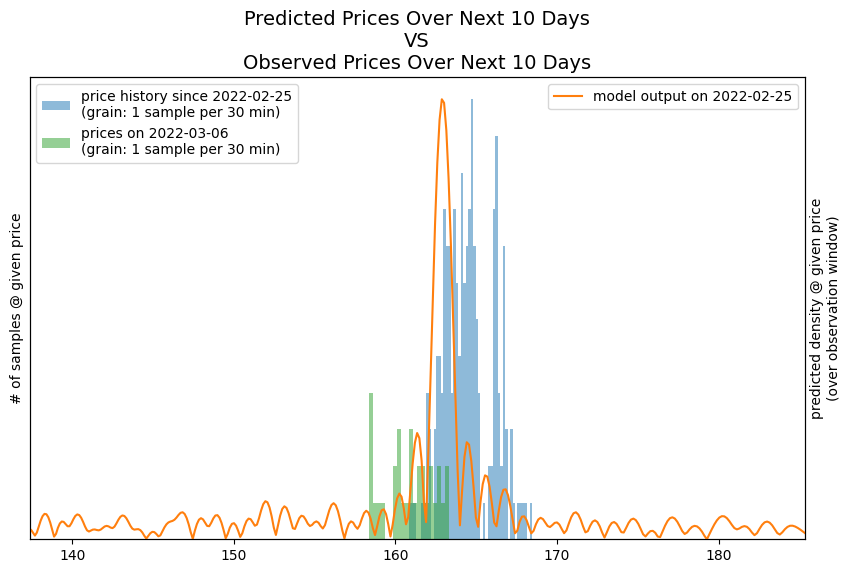 Predicted Prices Over Next 10 Days
VS
Observed Prices Over Next 10 Days
price history since 2022-02-25
(grain: 1 sample per 30 min)
prices on 2022-03-06
(grain: 1 sample per 30 min)
model output on 2022-02-25
# of samples @ given price
predicted density @ given price
(over observation window)
140
150
160
170
180